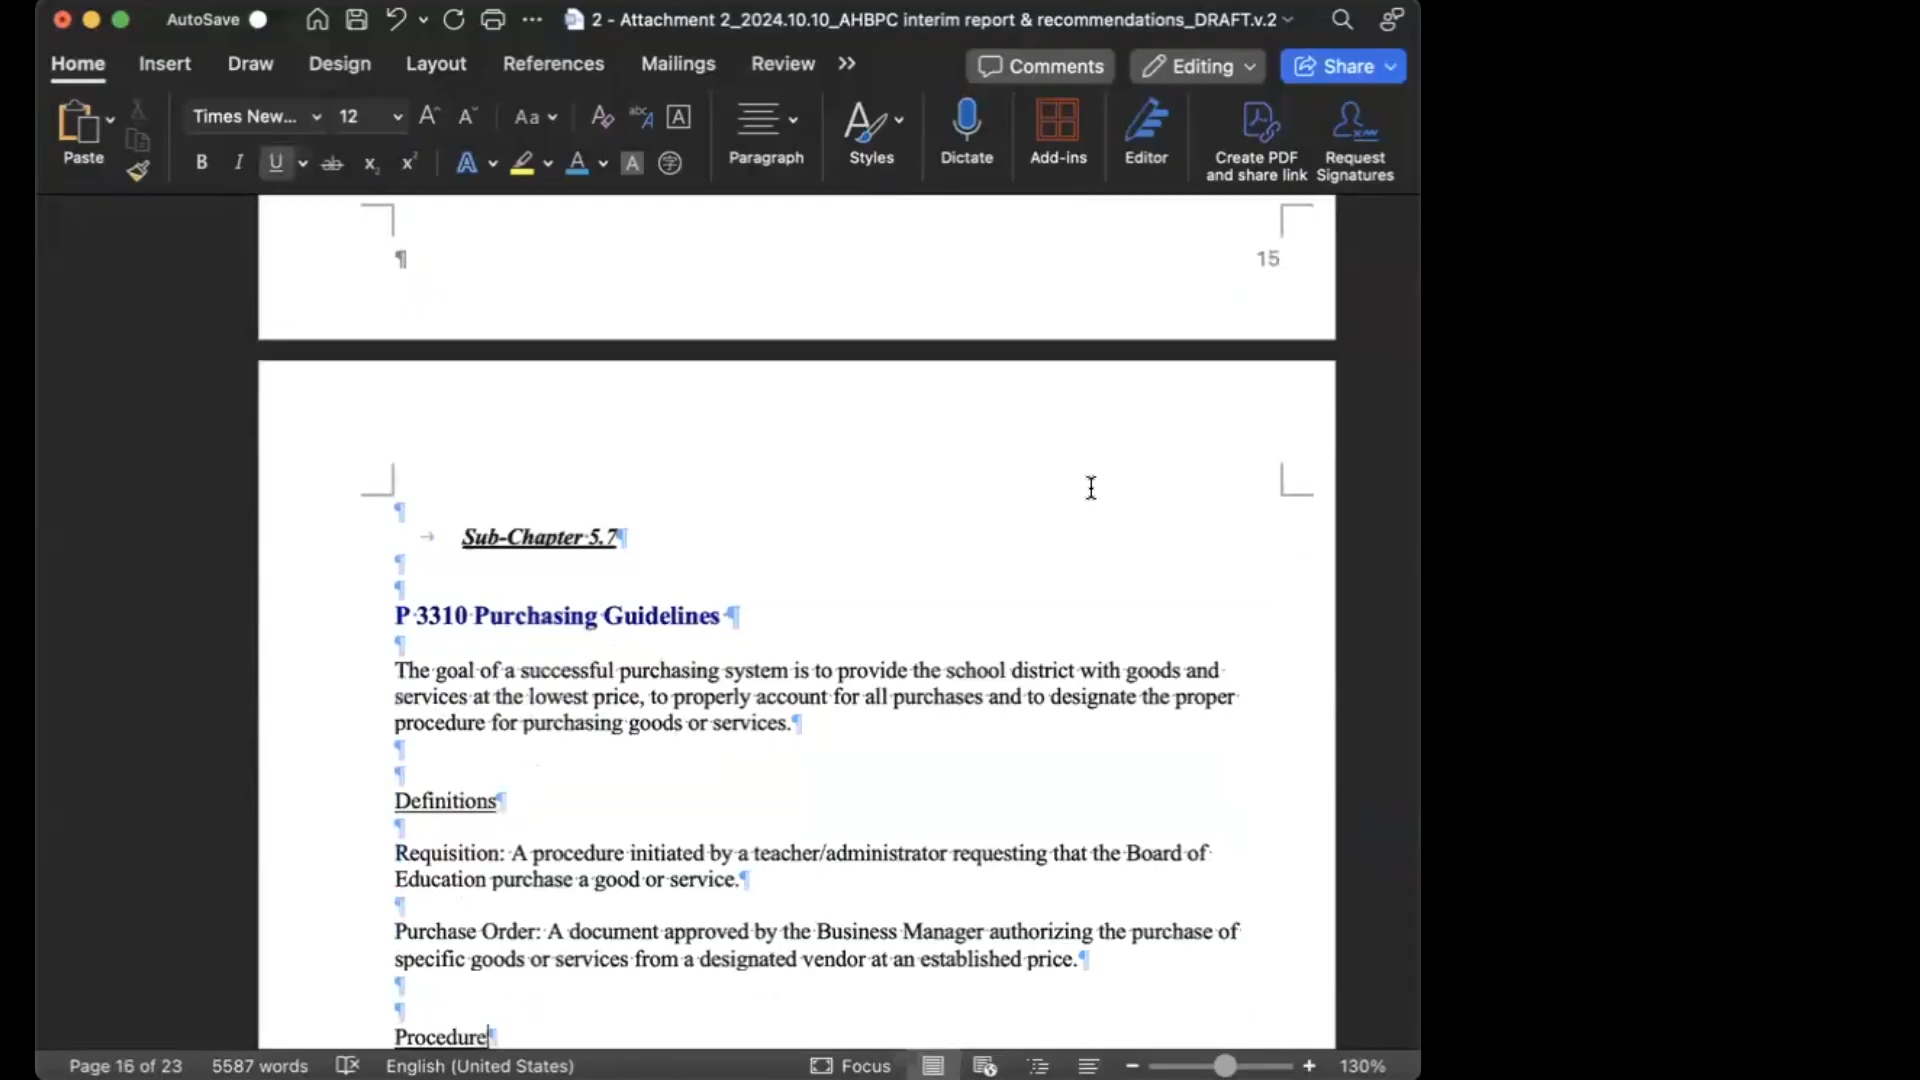 AutoSave
2 - Attachment 2_2024.10.10_AHBPC interim report & recommendations_DRAFT.v.2
Home Insert Draw Design Layout References Mailings Review >>
Comments Editing Share
Times New... 12
Aa
Paste
B I U ab x₂ x²
Paragraph
Styles
Dictate
Add-ins
Editor
Create PDF
and share link
Request
Signatures
¶ 15
¶
→ Sub-Chapter 5.7¶
¶
¶
P 3310 Purchasing Guidelines ¶
¶
The goal of a successful purchasing system is to provide the school district with goods and
services at the lowest price, to properly account for all purchases and to designate the proper
procedure for purchasing goods or services.¶
¶
¶
Definitions¶
¶
Requisition: A procedure initiated by a teacher/administrator requesting that the Board of
Education purchase a good or service.¶
¶
Purchase Order: A document approved by the Business Manager authorizing the purchase of
specific goods or services from a designated vendor at an established price.¶
¶
¶
Procedure¶
Page 16 of 23 5587 words English (United States) Focus 130%